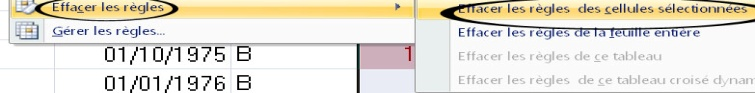 Effacer les règles
Effacer les règles des cellules sélectionnées
Gérer les règles...
Effacer les règles de la feuille entière
01/10/1975 B 1
Effacer les règles de ce tableau
01/01/1976 B
Effacer les règles de ce tableau croisé dynam